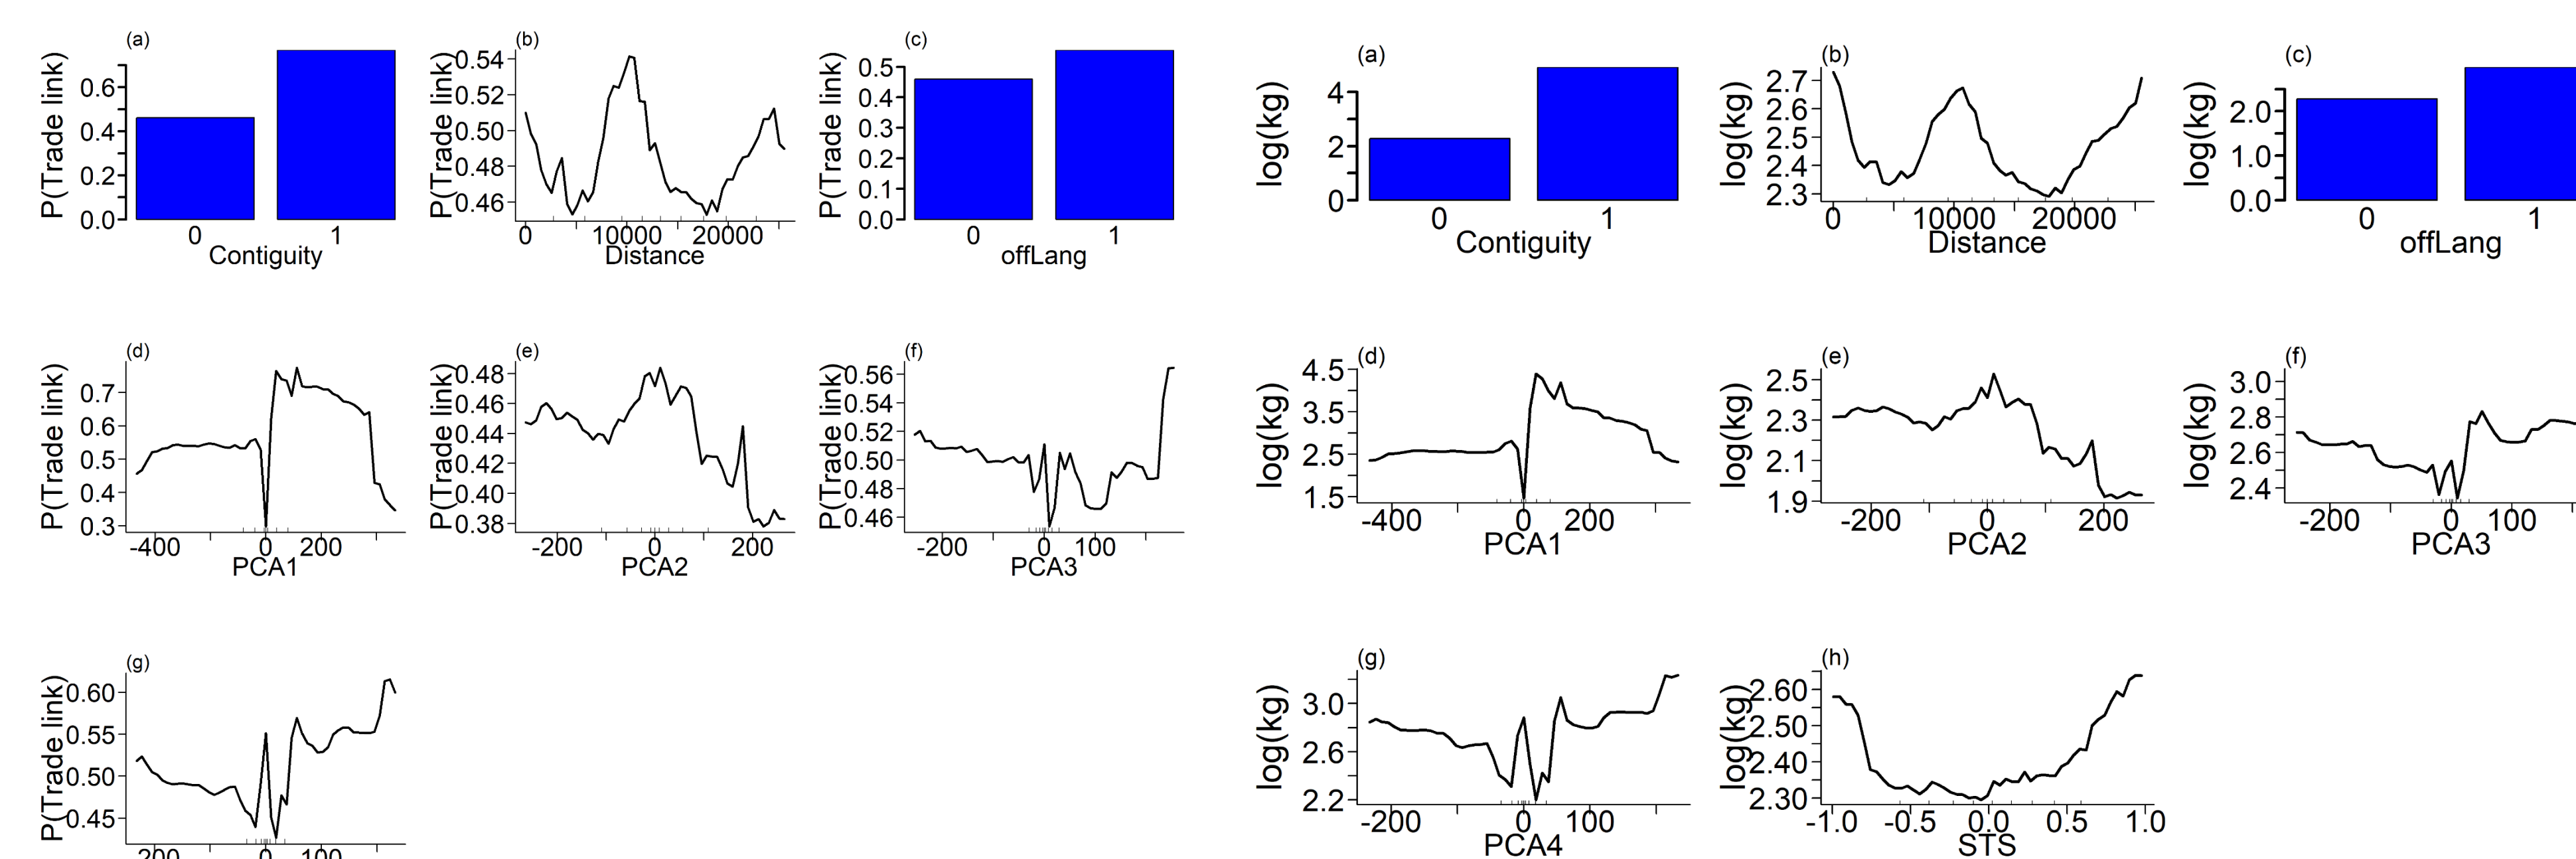 (a) (b) (c)
P(Trade link) 0.6 0.4 0.2 0.0
0 1
Contiguity
P(Trade link) 0.54 0.52 0.50 0.48 0.46
0 10000 20000
Distance
P(Trade link) 0.5 0.4 0.3 0.2 0.1 0.0
0 1
offLang
(d) (e) (f)
P(Trade link) 0.7 0.6 0.5 0.4 0.3
-400 0 200
PCA1
P(Trade link) 0.48 0.46 0.44 0.42 0.40 0.38
-200 0 200
PCA2
P(Trade link) 0.56 0.54 0.52 0.50 0.48 0.46
-200 0 100
PCA3
(g)
P(Trade link) 0.60 0.55 0.50 0.45
200 0 100
(a) (b) (c)
log(kg) 4 2 0
0 1
Contiguity
log(kg) 2.7 2.6 2.5 2.4 2.3
0 10000 20000
Distance
log(kg) 2.0 1.0 0.0
0 1
offLang
(d) (e) (f)
log(kg) 4.5 3.5 2.5 1.5
-400 0 200
PCA1
log(kg) 2.5 2.3 2.1 1.9
-200 0 200
PCA2
log(kg) 3.0 2.8 2.6 2.4
-200 0 100
PCA3
(g) (h)
log(kg) 3.0 2.6 2.2
-200 0 100
PCA4
log(kg) 2.60 2.50 2.40 2.30
-1.0 -0.5 0.0 0.5 1.0
STS